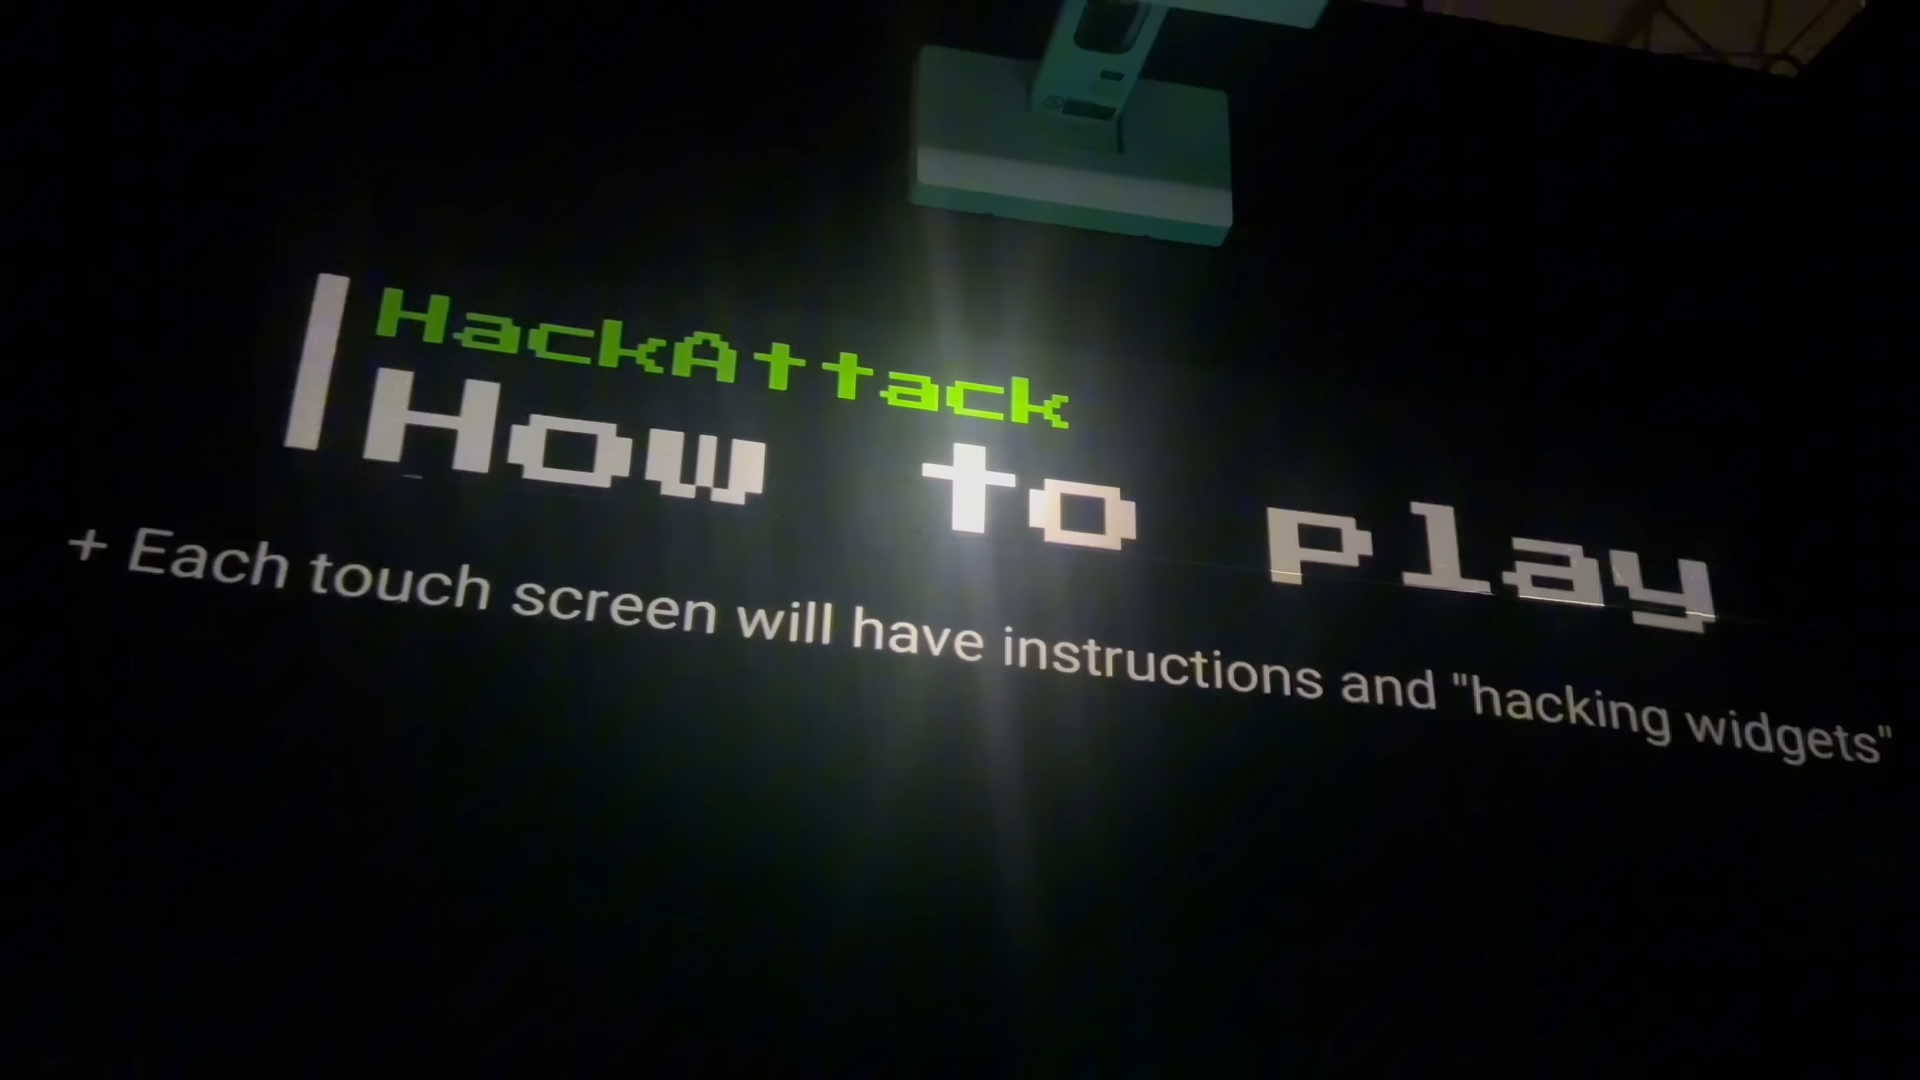 HackAttack
How to play
+ Each touch screen will have instructions and "hacking widgets"